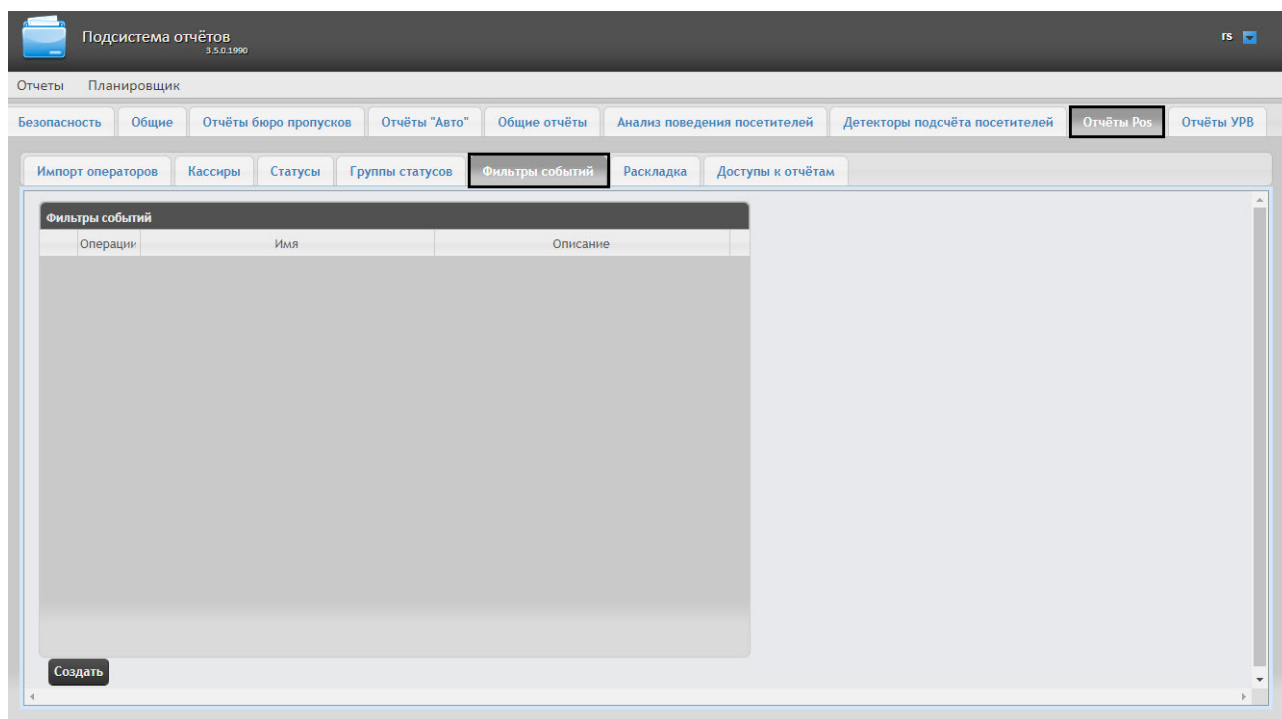 Подсистема отчётов
3.5.0.1990
rs
Отчеты Планировщик
Безопасность Общие Отчёты бюро пропусков Отчёты "Авто" Общие отчёты Анализ поведения посетителей Детекторы подсчёта посетителей Отчёты Pos Отчёты УРВ
Импорт операторов Кассиры Статусы Группы статусов Фильтры событий Раскладка Доступы к отчётам
Фильтры событий
Операции Имя Описание
Создать